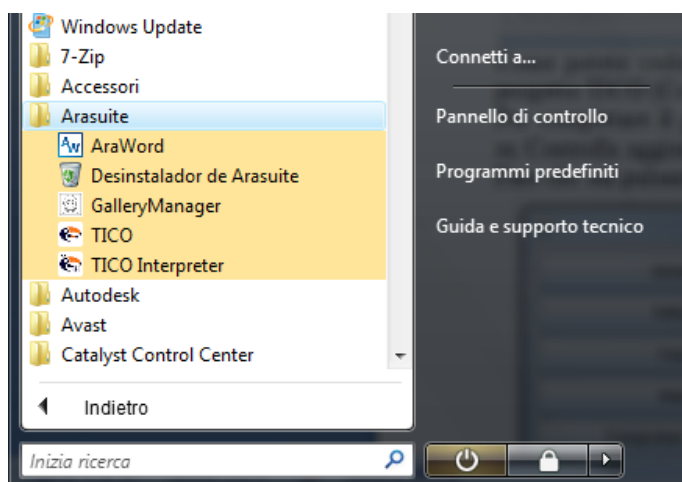 Windows Update
7-Zip
Accessori
Arasuite
AraWord
Desinstalador de Arasuite
GalleryManager
TICO
TICO Interpreter
Autodesk
Avast
Catalyst Control Center
Indietro
Inizia ricerca
Connetti a...
Pannello di controllo
Programmi predefiniti
Guida e supporto tecnico